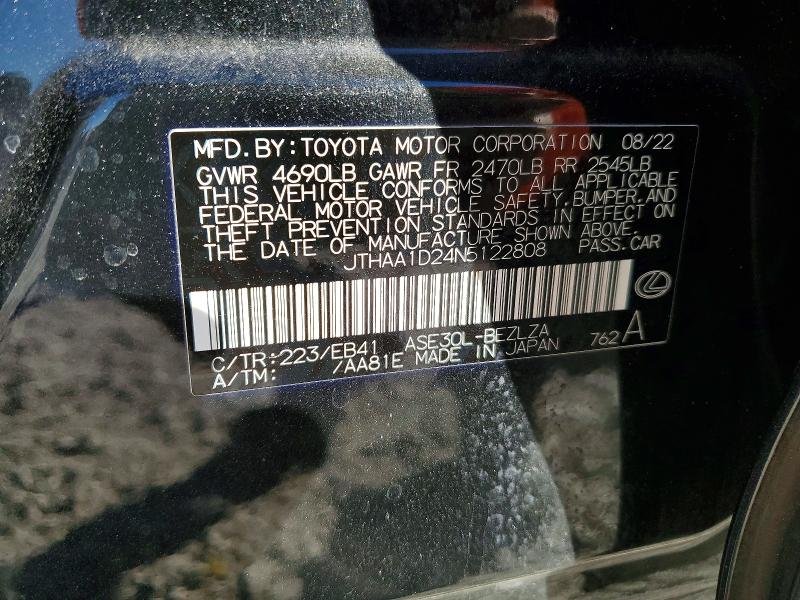 MFD. BY: TOYOTA MOTOR CORPORATION 08/22
GVWR 4690LB GAWR FR 2470LB RR 2545LB
THIS VEHICLE CONFORMS TO ALL APPLICABLE
FEDERAL MOTOR VEHICLE SAFETY, BUMPER, AND
THEFT PREVENTION STANDARDS IN EFFECT ON
THE DATE OF MANUFACTURE SHOWN ABOVE.
JTHAA1D24N5122808 PASS. CAR
C/TR: 223/EB41 ASE30L-BEZLZA 762 A
A/TM: /AA81E MADE IN JAPAN